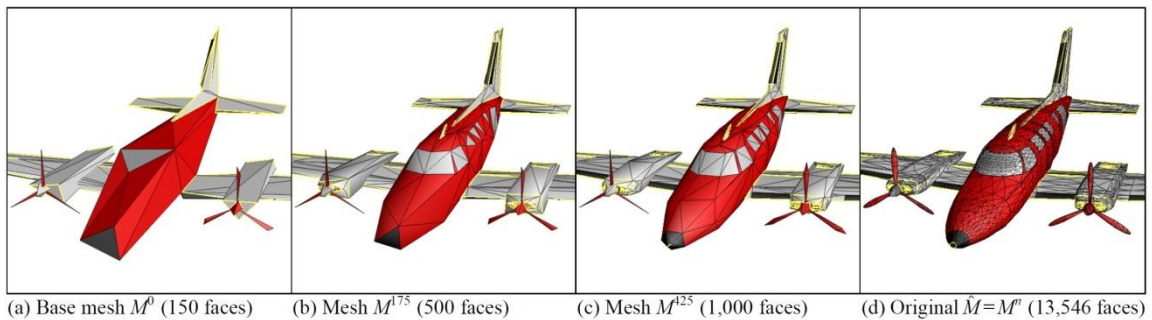 (a) Base mesh M⁰ (150 faces)
(b) Mesh M¹⁷⁵ (500 faces)
(c) Mesh M⁴²⁵ (1,000 faces)
(d) Original M̂=Mⁿ (13,546 faces)